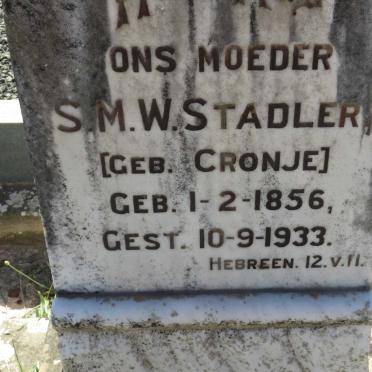 ONS MOEDER
S.M.W. STADLER,
[GEB. CRONJE]
GEB. 1-2-1856,
GEST. 10-9-1933.
HEBREEN. 12.V.11.